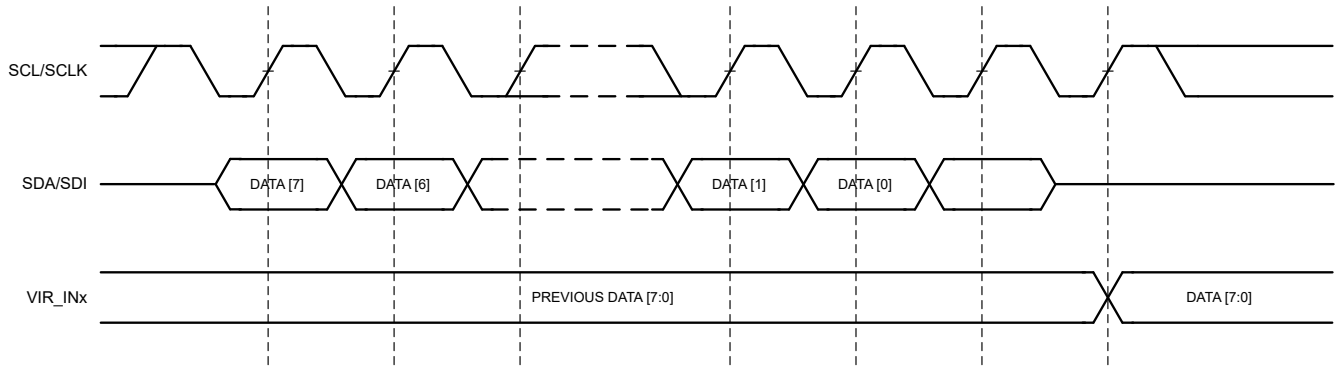 SCL/SCLK
SDA/SDI DATA [7] DATA [6] DATA [1] DATA [0]
VIR_INx PREVIOUS DATA [7:0] DATA [7:0]